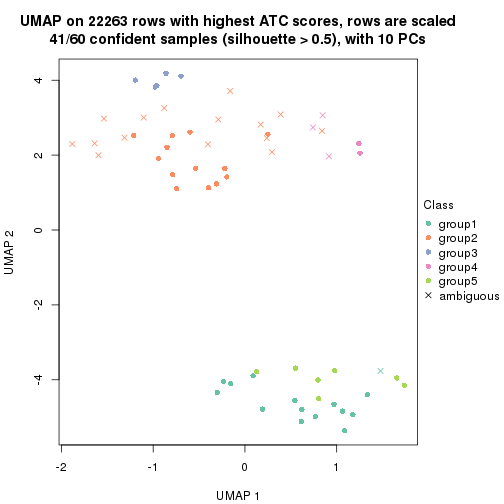 UMAP on 22263 rows with highest ATC scores, rows are scaled
41/60 confident samples (silhouette > 0.5), with 10 PCs
4
2
0
-2
-4
UMAP 2
-2
-1
0
1
UMAP 1
Class
group1
group2
group3
group4
group5
ambiguous